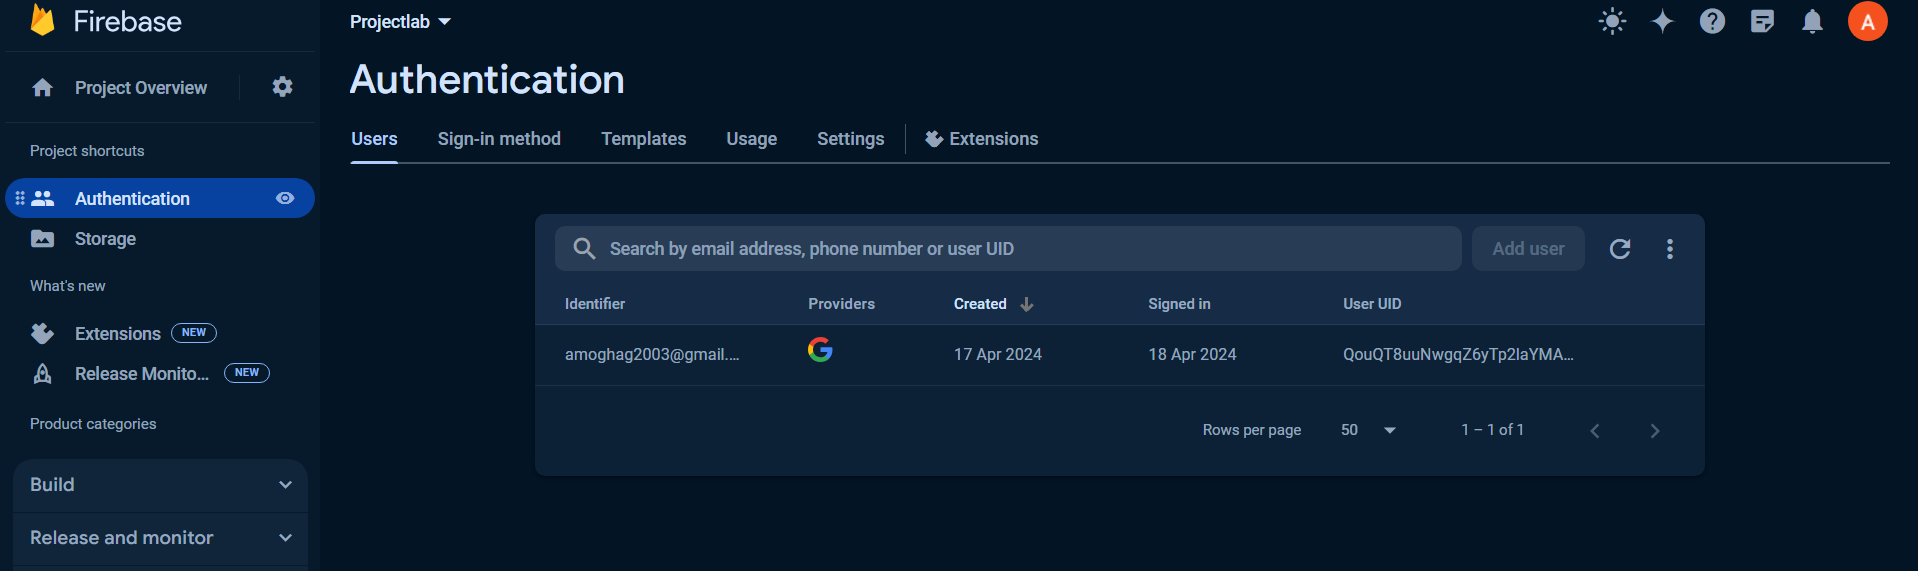 Firebase
Project Overview
Project shortcuts
Authentication
Storage
What's new
Extensions NEW
Release Monito... NEW
Product categories
Build
Release and monitor
Projectlab
A
Authentication
Users Sign-in method Templates Usage Settings Extensions
Search by email address, phone number or user UID Add user
Identifier Providers Created Signed in User UID
amoghag2003@gmail.... 17 Apr 2024 18 Apr 2024 QouQT8uuNwgqZ6yTp2laYMA...
Rows per page 50 1 – 1 of 1